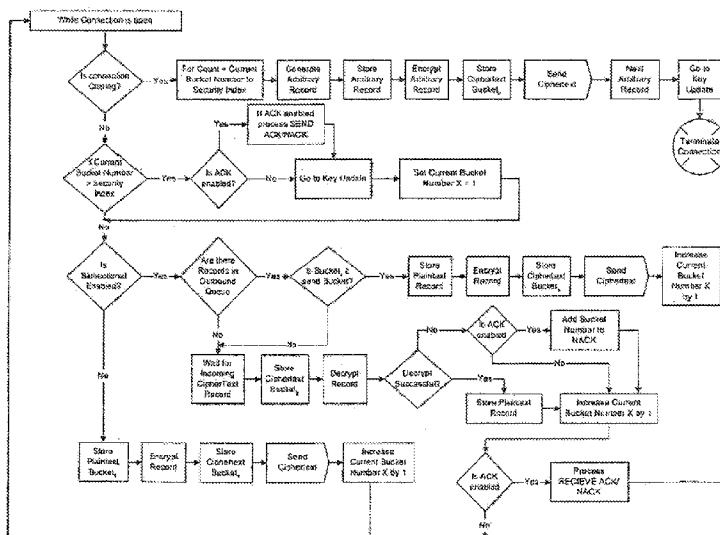 While Connection is open
Is connection
Closing?
Yes
For Count = Current
Bucket Number to
Security Index
Generate
Arbitrary
Record
Store
Arbitrary
Record
Encrypt
Arbitrary
Record
Store
Ciphertext
Bucket
Send
Ciphertext
Next
Arbitrary
Record
Go to
Key
Update
Terminate
Connection
No
If ACK enabled
process SEND
ACK/NACK
Yes
Is Current
Bucket Number
> Security
Index
Yes
Is ACK
enabled?
No
Go to Key Update
Set Current Bucket
Number X = 1
No
Is
Bidirectional
Enabled?
Yes
Are there
Records in
Outbound
Queue
Yes
Is Bucket
send Bucket?
Yes
Store
Plaintext
Record
Encrypt
Record
Store
Ciphertext
Bucket
Send
Ciphertext
Increase
Current
Bucket
Number X
by 1
No
No
No
Wait for
Incoming
CipherText
Record
Store
Ciphertext
Bucket
Decrypt
Record
Decrypt
Successful?
No
Is ACK
enabled
Yes
Add Bucket
Number to
NACK
No
Yes
Store Plaintext
Record
Increase Current
Bucket Number X by 1
Store
Plaintext
Bucket
Encrypt
Record
Store
Ciphertext
Bucket
Send
Ciphertext
Increase
Current Bucket
Number X by 1
Is ACK
enabled
Yes
Process
RECIEVE ACK/
NACK
No